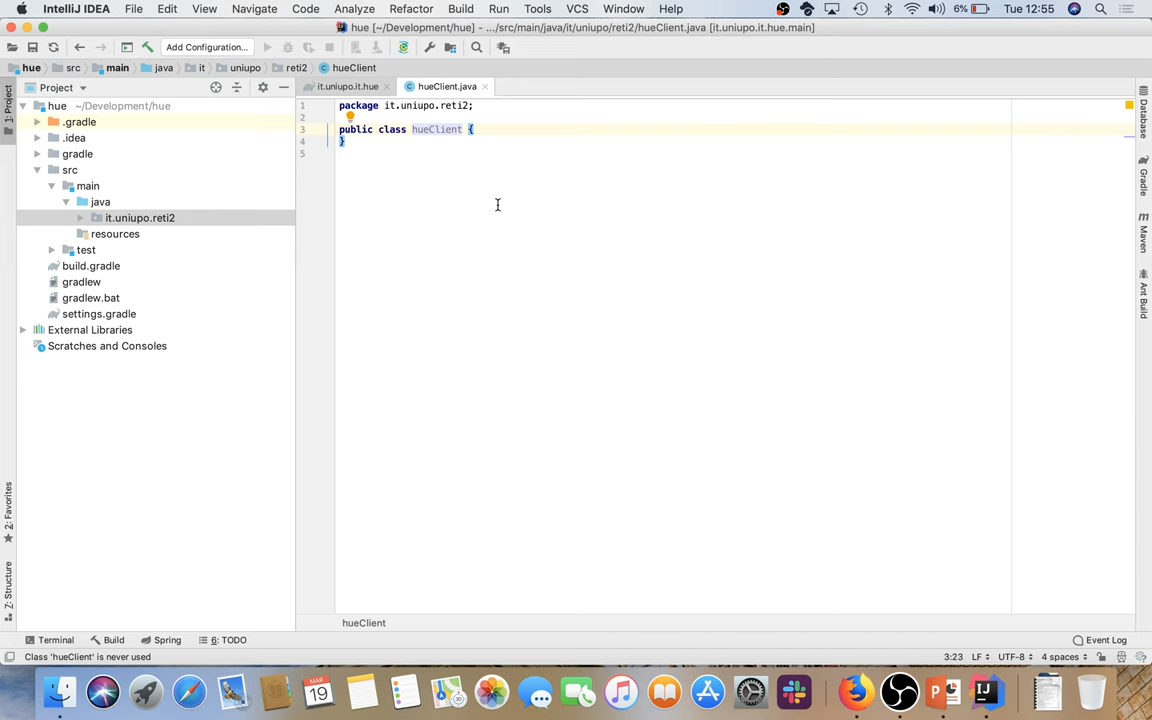 IntelliJ IDEA File Edit View Navigate Code Analyze Refactor Build Run Tools VCS Window Help 6% Tue 12:55
hue [~/Development/hue] - .../src/main/java/it/uniupo/reti2/hueClient.java [it.uniupo.it.hue.main]
Add Configuration...
hue src main java it uniupo reti2 hueClient
Project it.uniupo.it.hue hueClient.java
hue ~/Development/hue
.gradle
.idea
gradle
src
main
java
it.uniupo.reti2
resources
test
build.gradle
gradlew
gradlew.bat
settings.gradle
External Libraries
Scratches and Consoles
1 package it.uniupo.reti2;
2
3 public class hueClient {
4 }
5
1: Project
2: Favorites
Z: Structure
Database
Gradle
m Maven
Ant Build
hueClient
Terminal Build Spring 6: TODO Event Log
Class 'hueClient' is never used 3:23 LF UTF-8 4 spaces
MAR
19
P
IJ